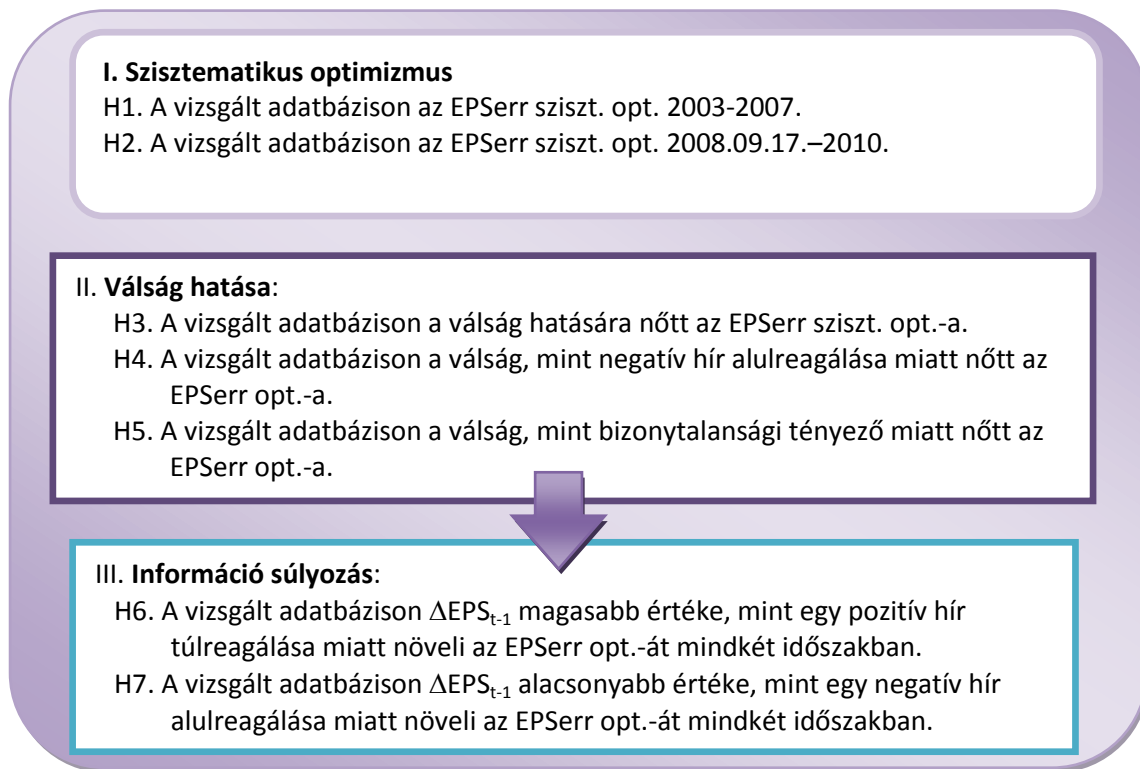 I. Szisztematikus optimizmus
H1. A vizsgált adatbázison az EPSerr sziszt. opt. 2003-2007.
H2. A vizsgált adatbázison az EPSerr sziszt. opt. 2008.09.17.–2010.
II. Válság hatása:
H3. A vizsgált adatbázison a válság hatására nőtt az EPSerr sziszt. opt.-a.
H4. A vizsgált adatbázison a válság, mint negatív hír alulreagálása miatt nőtt az
EPSerr opt.-a.
H5. A vizsgált adatbázison a válság, mint bizonytalansági tényező miatt nőtt az
EPSerr opt.-a.
III. Információ súlyozás:
H6. A vizsgált adatbázison ΔEPSt-1 magasabb értéke, mint egy pozitív hír
túlreagálása miatt növeli az EPSerr opt.-át mindkét időszakban.
H7. A vizsgált adatbázison ΔEPSt-1 alacsonyabb értéke, mint egy negatív hír
alulreagálása miatt növeli az EPSerr opt.-át mindkét időszakban.